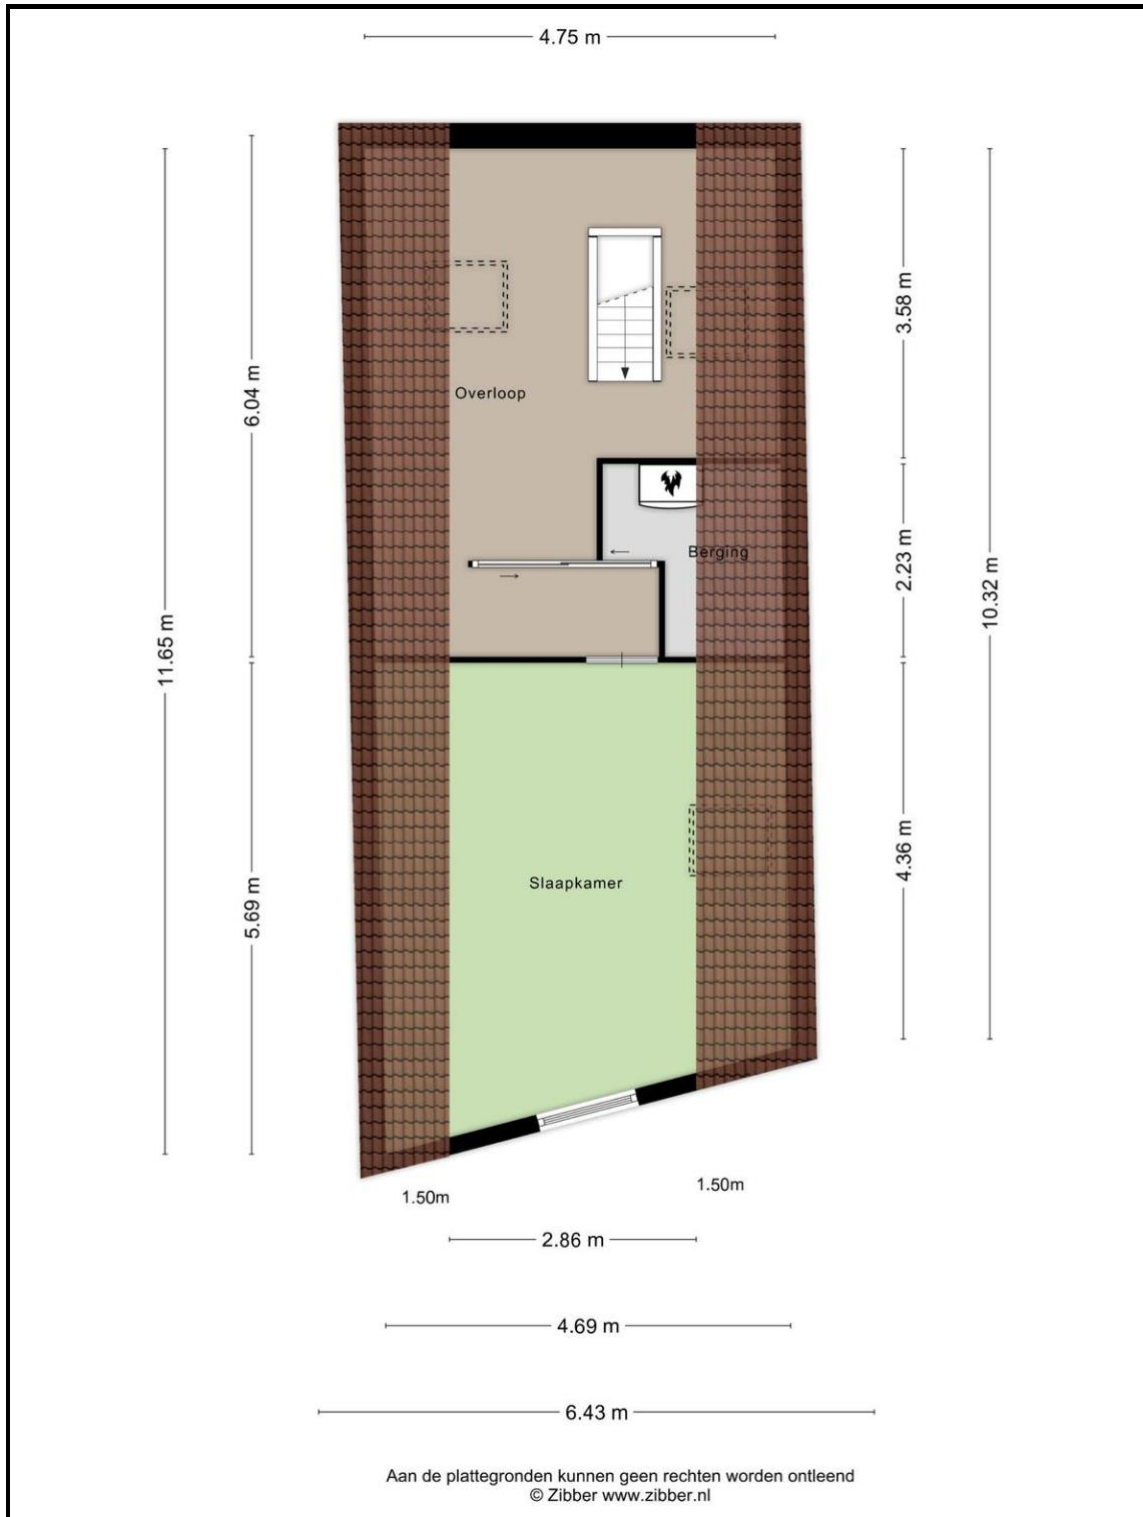 4.75 m
3.58 m
6.04 m
Overloop
2.23 m
Berging
10.32 m
11.65 m
4.36 m
Slaapkamer
5.69 m
1.50m
1.50m
2.86 m
4.69 m
6.43 m
Aan de plattegronden kunnen geen rechten worden ontleend
© Zibber www.zibber.nl